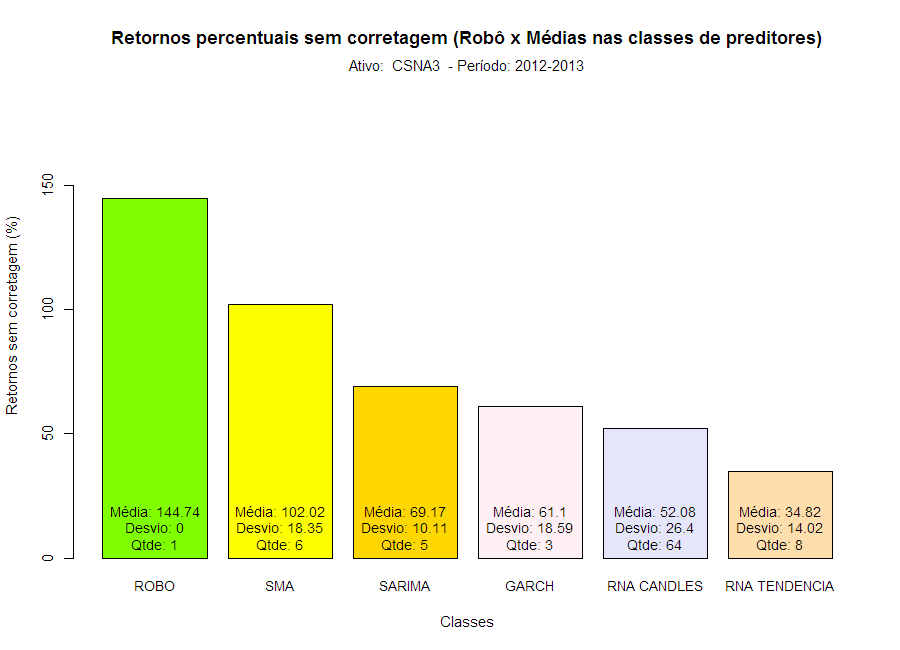 Retornos percentuais sem corretagem (Robô x Médias nas classes de preditores)
Ativo:  CSNA3  - Período: 2012-2013
Retornos sem corretagem (%)
150
100
50
0
Média: 144.74
Desvio: 0
Qtde: 1
Média: 102.02
Desvio: 18.35
Qtde: 6
Média: 69.17
Desvio: 10.11
Qtde: 5
Média: 61.1
Desvio: 18.59
Qtde: 3
Média: 52.08
Desvio: 26.4
Qtde: 64
Média: 34.82
Desvio: 14.02
Qtde: 8
ROBO
SMA
SARIMA
GARCH
RNA CANDLES
RNA TENDENCIA
Classes